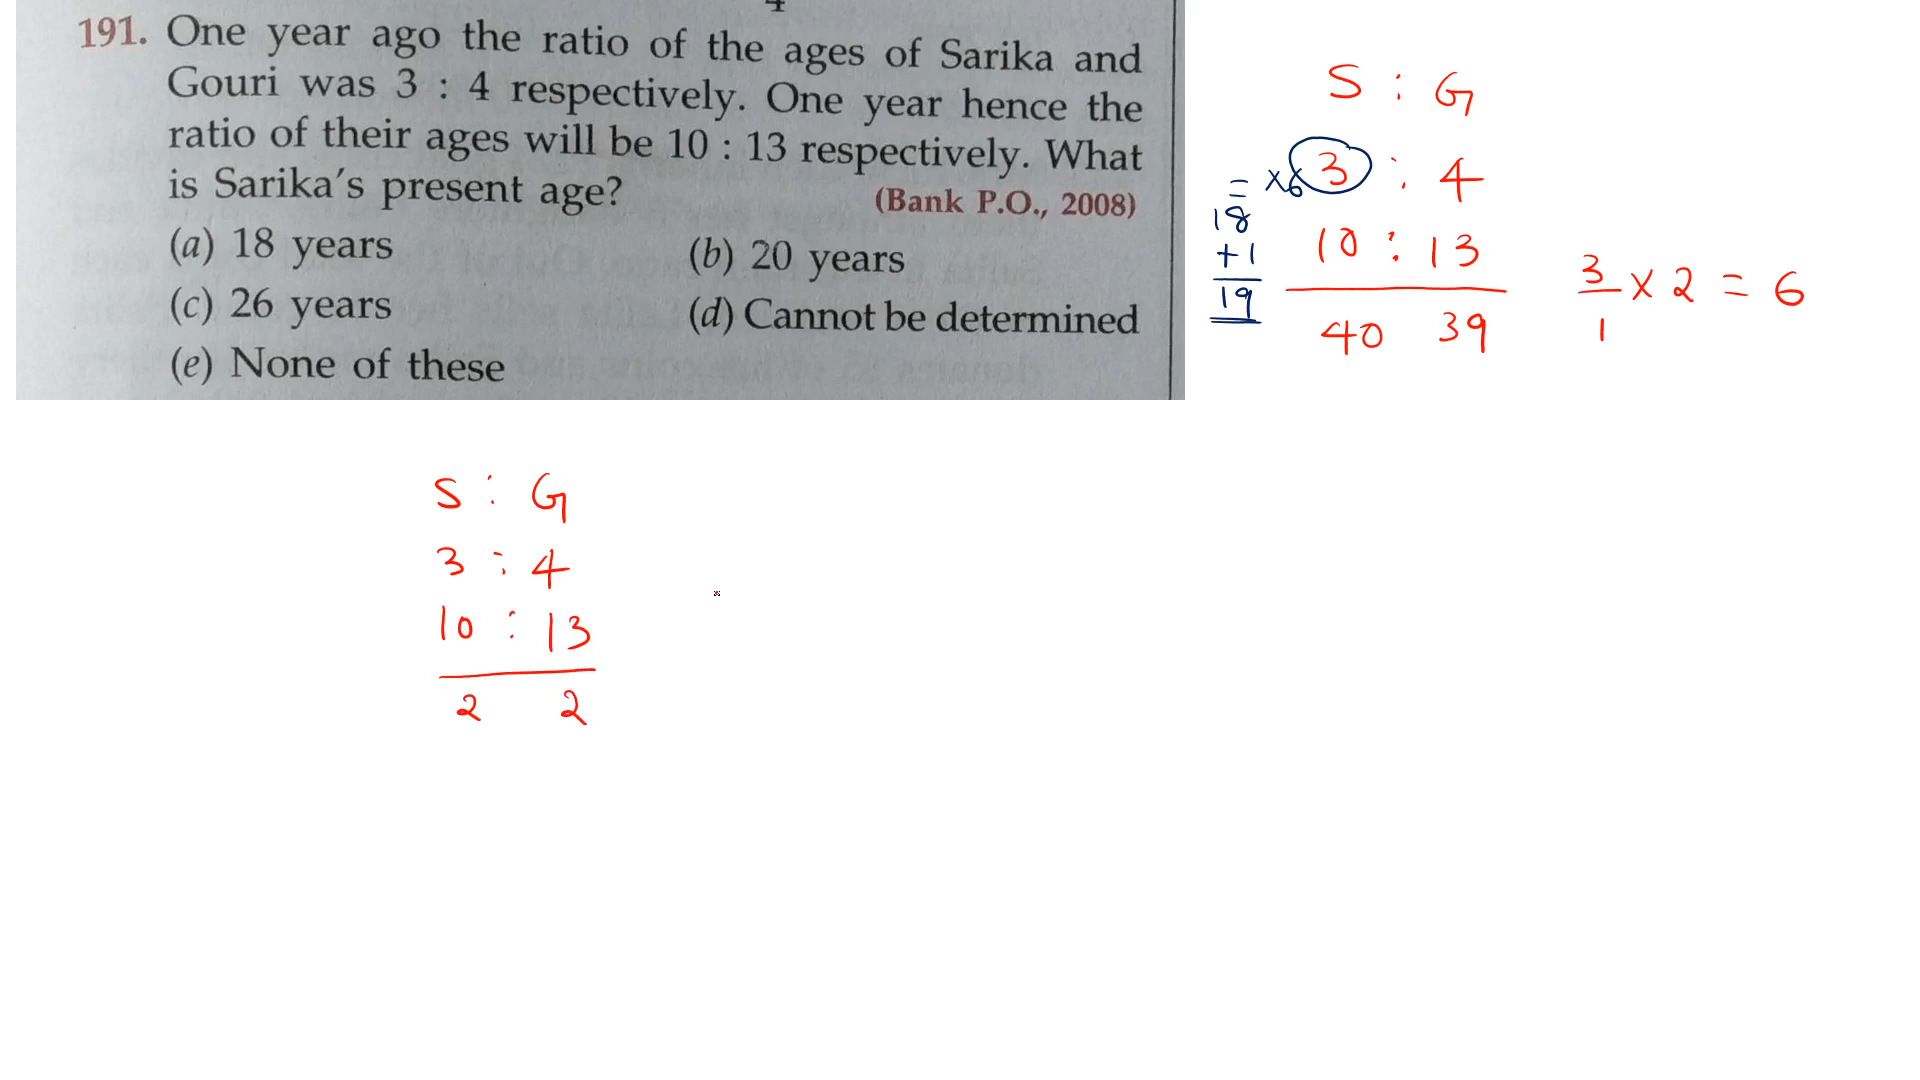 191. One year ago the ratio of the ages of Sarika and
Gouri was 3 : 4 respectively. One year hence the
ratio of their ages will be 10 : 13 respectively. What
is Sarika's present age? (Bank P.O., 2008)
(a) 18 years (b) 20 years
(c) 26 years (d) Cannot be determined
(e) None of these
S : G
= ×6 3 : 4
18
+1
19
10 : 13
40 39
3/1 × 2 = 6
S : G
3 : 4
10 : 13
2 2